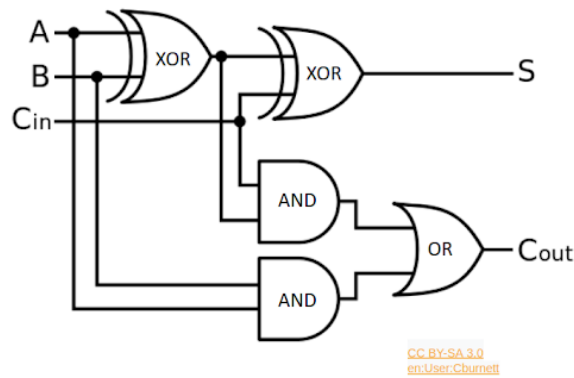 A
XOR
XOR
S
B
Cin
AND
OR
Cout
AND
CC BY-SA 3.0
en:User:Cburnett